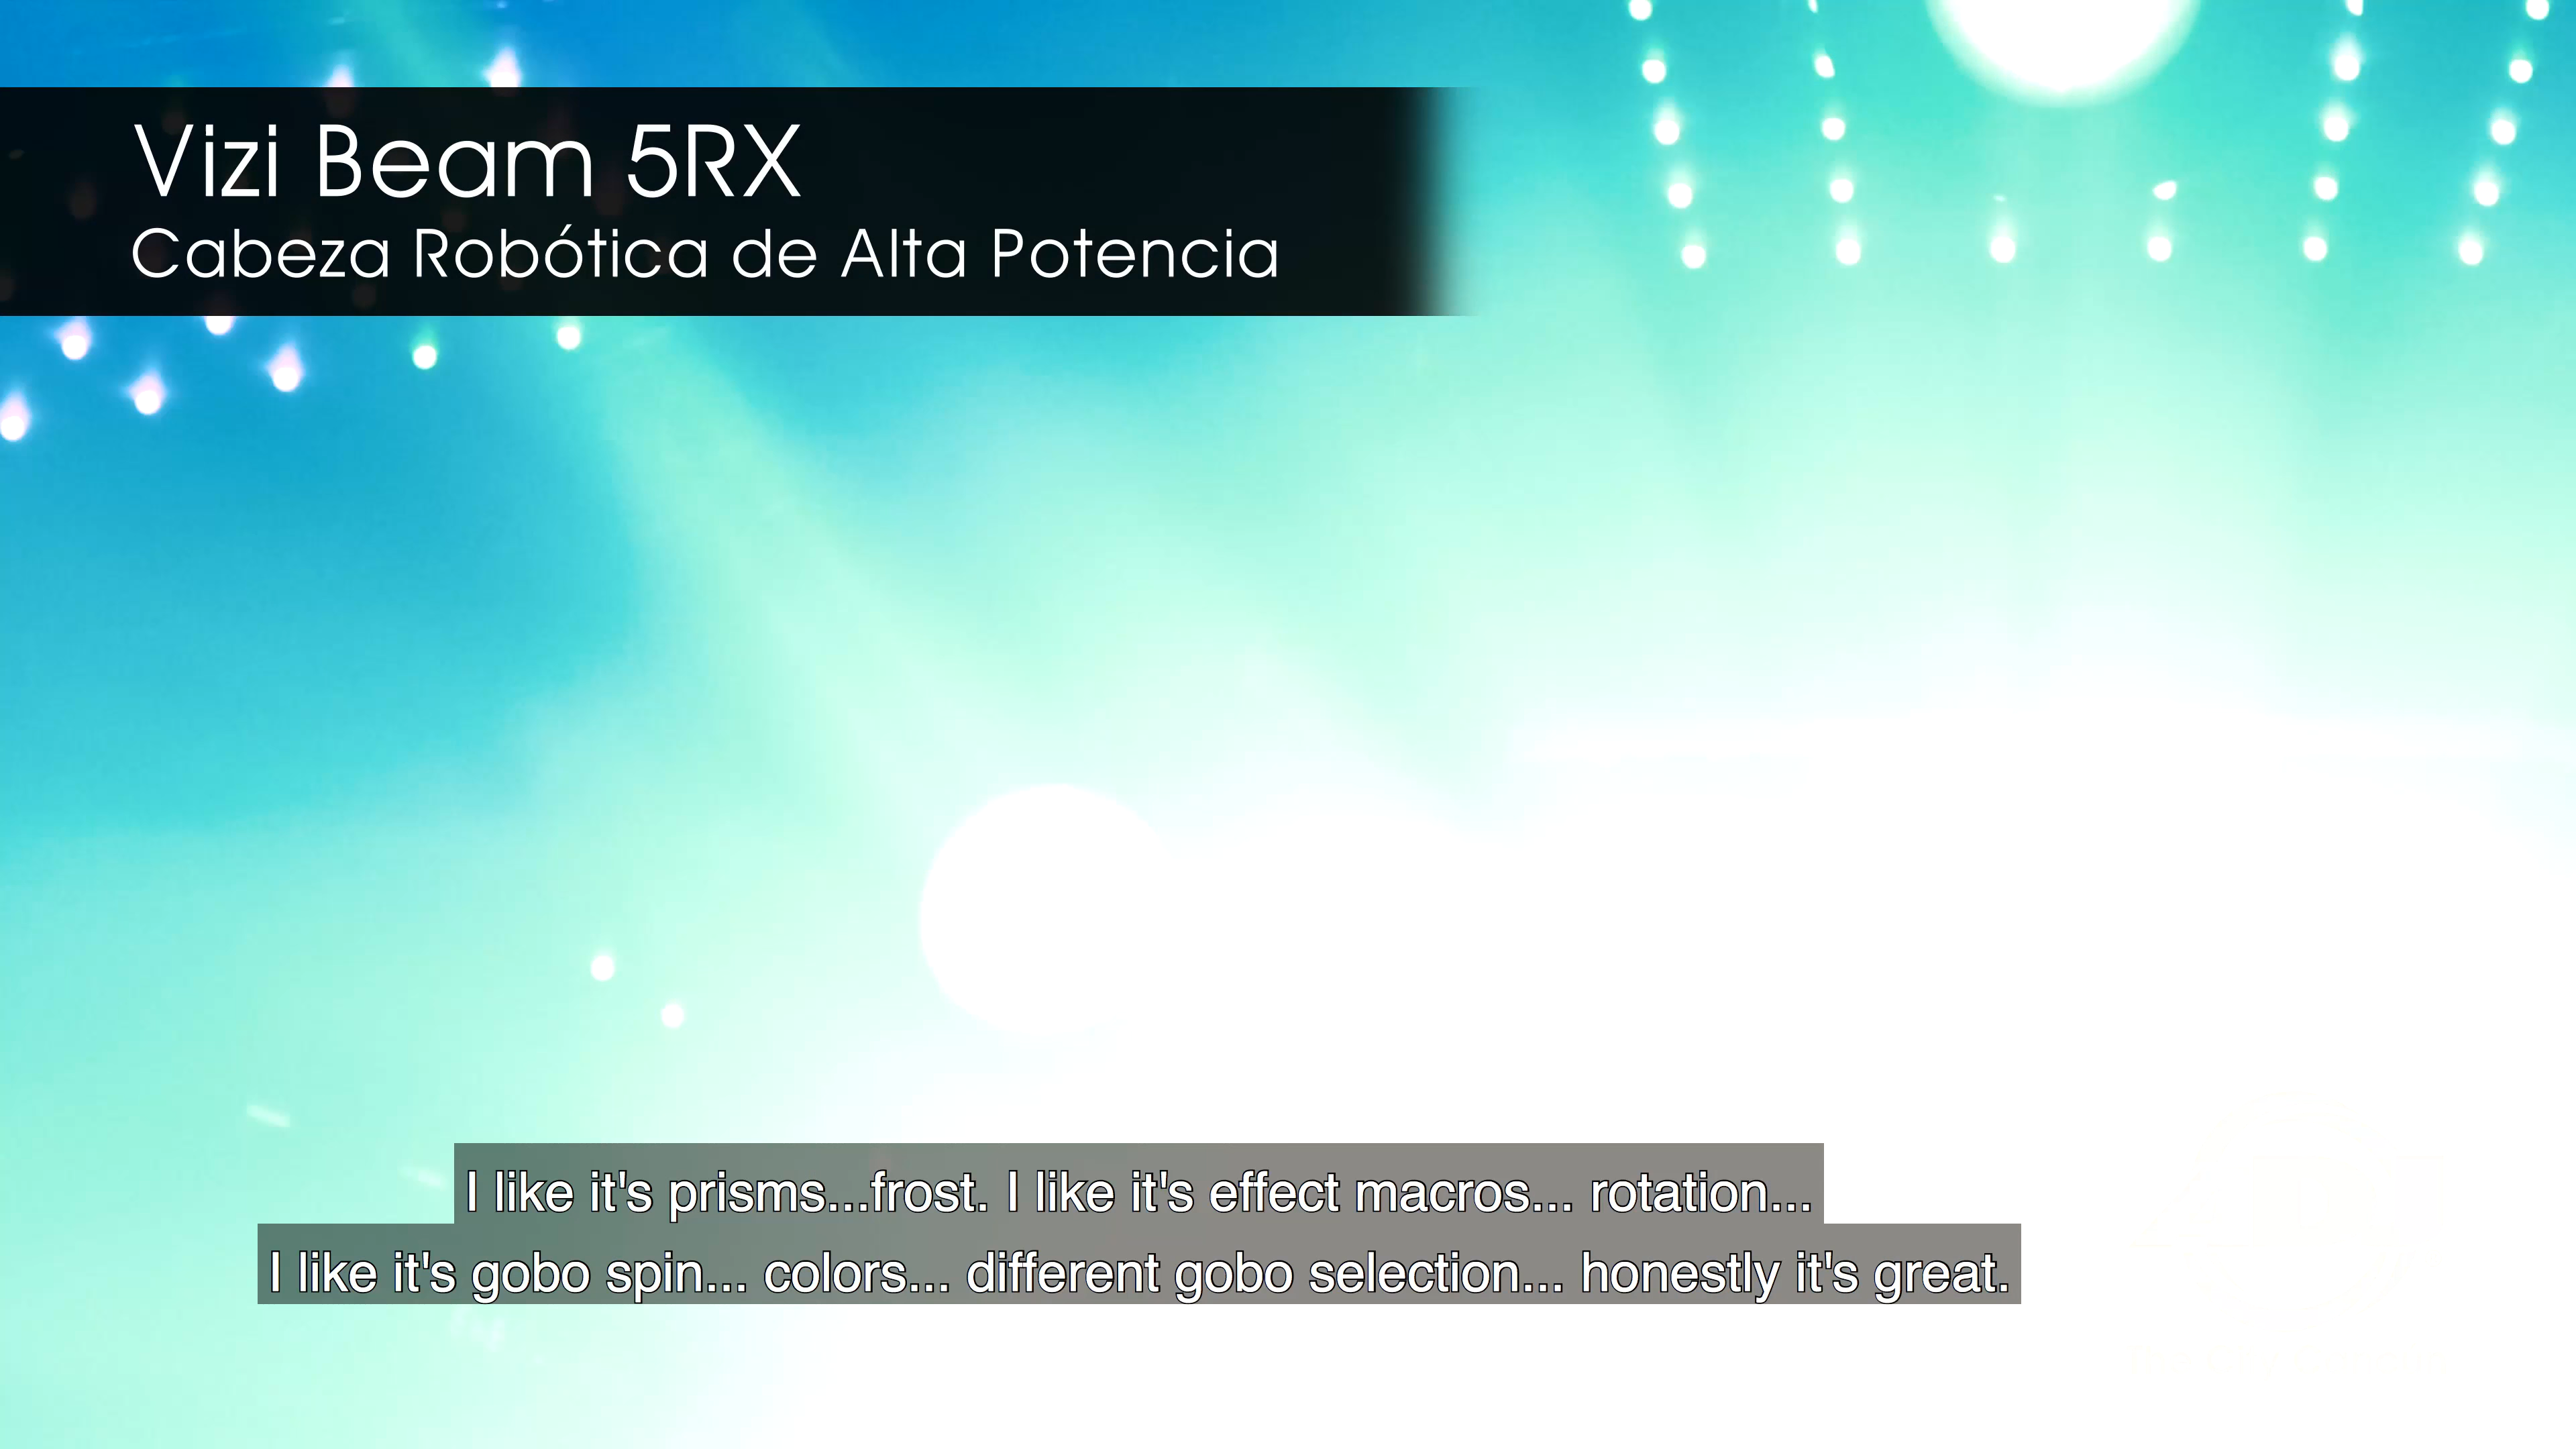 Vizi Beam 5RX
Cabeza Robótica de Alta Potencia
I like it's prisms...frost. I like it's effect macros... rotation...
I like it's gobo spin... colors... different gobo selection... honestly it's great.